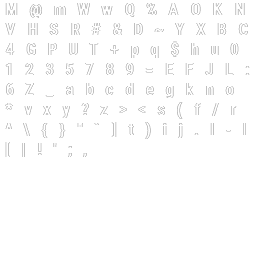 M @ m W w Q % A O K N
V H S R # & D ~ Y X B C
4 G P U T + p q $ h u 0
1 2 3 5 7 8 9 = E F J L :
6 Z _ a b c d e g k n o
* v x y ? z > < s ( f / r
^ \ { } " ¨ ] t ) i j . I - l
[ | ! ' ; ,